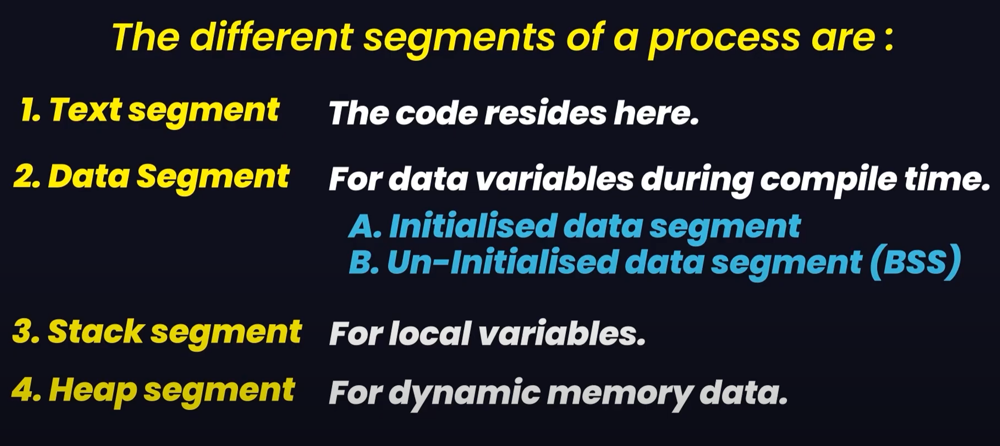 The different segments of a process are :
1. Text segment The code resides here.
2. Data Segment For data variables during compile time.
A. Initialised data segment
B. Un-Initialised data segment (BSS)
3. Stack segment For local variables.
4. Heap segment For dynamic memory data.